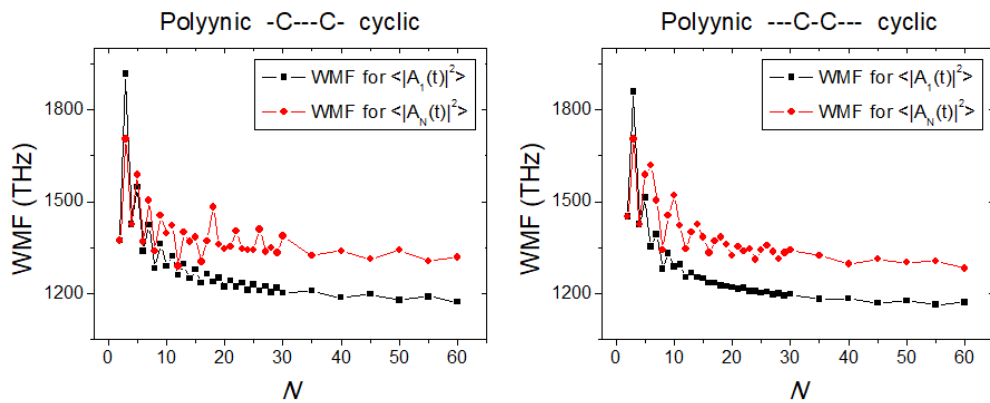 Polyynic -C---C- cyclic
WMF for <|A₁(t)|²>
WMF for <|A_N(t)|²>
WMF (THz)
1800
1500
1200
0 10 20 30 40 50 60
N
Polyynic ---C-C--- cyclic
WMF for <|A₁(t)|²>
WMF for <|A_N(t)|²>
WMF (THz)
1800
1500
1200
0 10 20 30 40 50 60
N